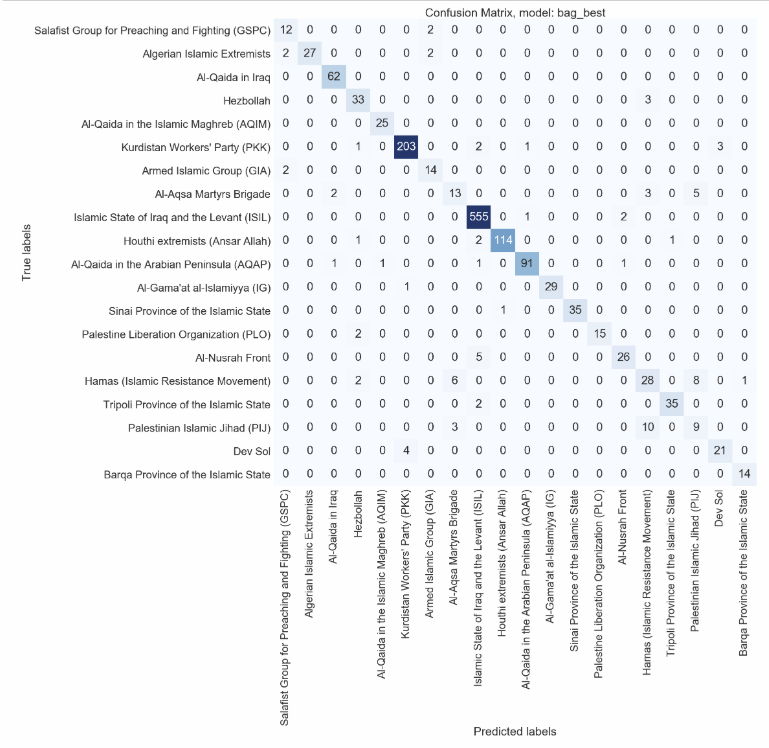 Confusion Matrix, model: bag_best
Salafist Group for Preaching and Fighting (GSPC) 12 0 0 0 0 0 2 0 0 0 0 0 0 0 0 0 0 0 0 0
Algerian Islamic Extremists 2 27 0 0 0 0 2 0 0 0 0 0 0 0 0 0 0 0 0 0
Al-Qaida in Iraq 0 0 62 0 0 0 0 0 0 0 0 0 0 0 0 0 0 0 0 0
Hezbollah 0 0 0 33 0 0 0 0 0 0 0 0 0 0 0 3 0 0 0 0
Al-Qaida in the Islamic Maghreb (AQIM) 0 0 0 0 25 0 0 0 0 0 0 0 0 0 0 0 0 0 0 0
Kurdistan Workers' Party (PKK) 0 0 0 1 0 203 0 0 2 0 1 0 0 0 0 0 0 0 3 0
Armed Islamic Group (GIA) 2 0 0 0 0 0 14 0 0 0 0 0 0 0 0 0 0 0 0 0
Al-Aqsa Martyrs Brigade 0 0 2 0 0 0 0 13 0 0 0 0 0 0 0 3 0 5 0 0
Islamic State of Iraq and the Levant (ISIL) 0 0 0 0 0 0 0 0 555 0 1 0 0 0 2 0 0 0 0 0
Houthi extremists (Ansar Allah) 0 0 0 1 0 0 0 0 2 114 0 0 0 0 0 0 1 0 0 0
Al-Qaida in the Arabian Peninsula (AQAP) 0 0 1 0 1 0 0 0 1 0 91 0 0 0 1 0 0 0 0 0
Al-Gama'at al-Islamiyya (IG) 0 0 0 0 0 1 0 0 0 0 0 29 0 0 0 0 0 0 0 0
Sinai Province of the Islamic State 0 0 0 0 0 0 0 0 0 1 0 0 35 0 0 0 0 0 0 0
Palestine Liberation Organization (PLO) 0 0 0 2 0 0 0 0 0 0 0 0 0 15 0 0 0 0 0 0
Al-Nusrah Front 0 0 0 0 0 0 0 0 5 0 0 0 0 0 26 0 0 0 0 0
Hamas (Islamic Resistance Movement) 0 0 0 2 0 0 0 6 0 0 0 0 0 0 0 28 0 8 0 1
Tripoli Province of the Islamic State 0 0 0 0 0 0 0 0 2 0 0 0 0 0 0 0 35 0 0 0
Palestinian Islamic Jihad (PIJ) 0 0 0 0 0 0 0 3 0 0 0 0 0 0 0 10 0 9 0 0
Dev Sol 0 0 0 0 0 4 0 0 0 0 0 0 0 0 0 0 0 0 21 0
Barqa Province of the Islamic State 0 0 0 0 0 0 0 0 0 0 0 0 0 0 0 0 0 0 0 14
True labels
Salafist Group for Preaching and Fighting (GSPC)
Algerian Islamic Extremists
Al-Qaida in Iraq
Hezbollah
Al-Qaida in the Islamic Maghreb (AQIM)
Kurdistan Workers' Party (PKK)
Armed Islamic Group (GIA)
Al-Aqsa Martyrs Brigade
Islamic State of Iraq and the Levant (ISIL)
Houthi extremists (Ansar Allah)
Al-Qaida in the Arabian Peninsula (AQAP)
Al-Gama'at al-Islamiyya (IG)
Sinai Province of the Islamic State
Palestine Liberation Organization (PLO)
Al-Nusrah Front
Hamas (Islamic Resistance Movement)
Tripoli Province of the Islamic State
Palestinian Islamic Jihad (PIJ)
Dev Sol
Barqa Province of the Islamic State
Predicted labels